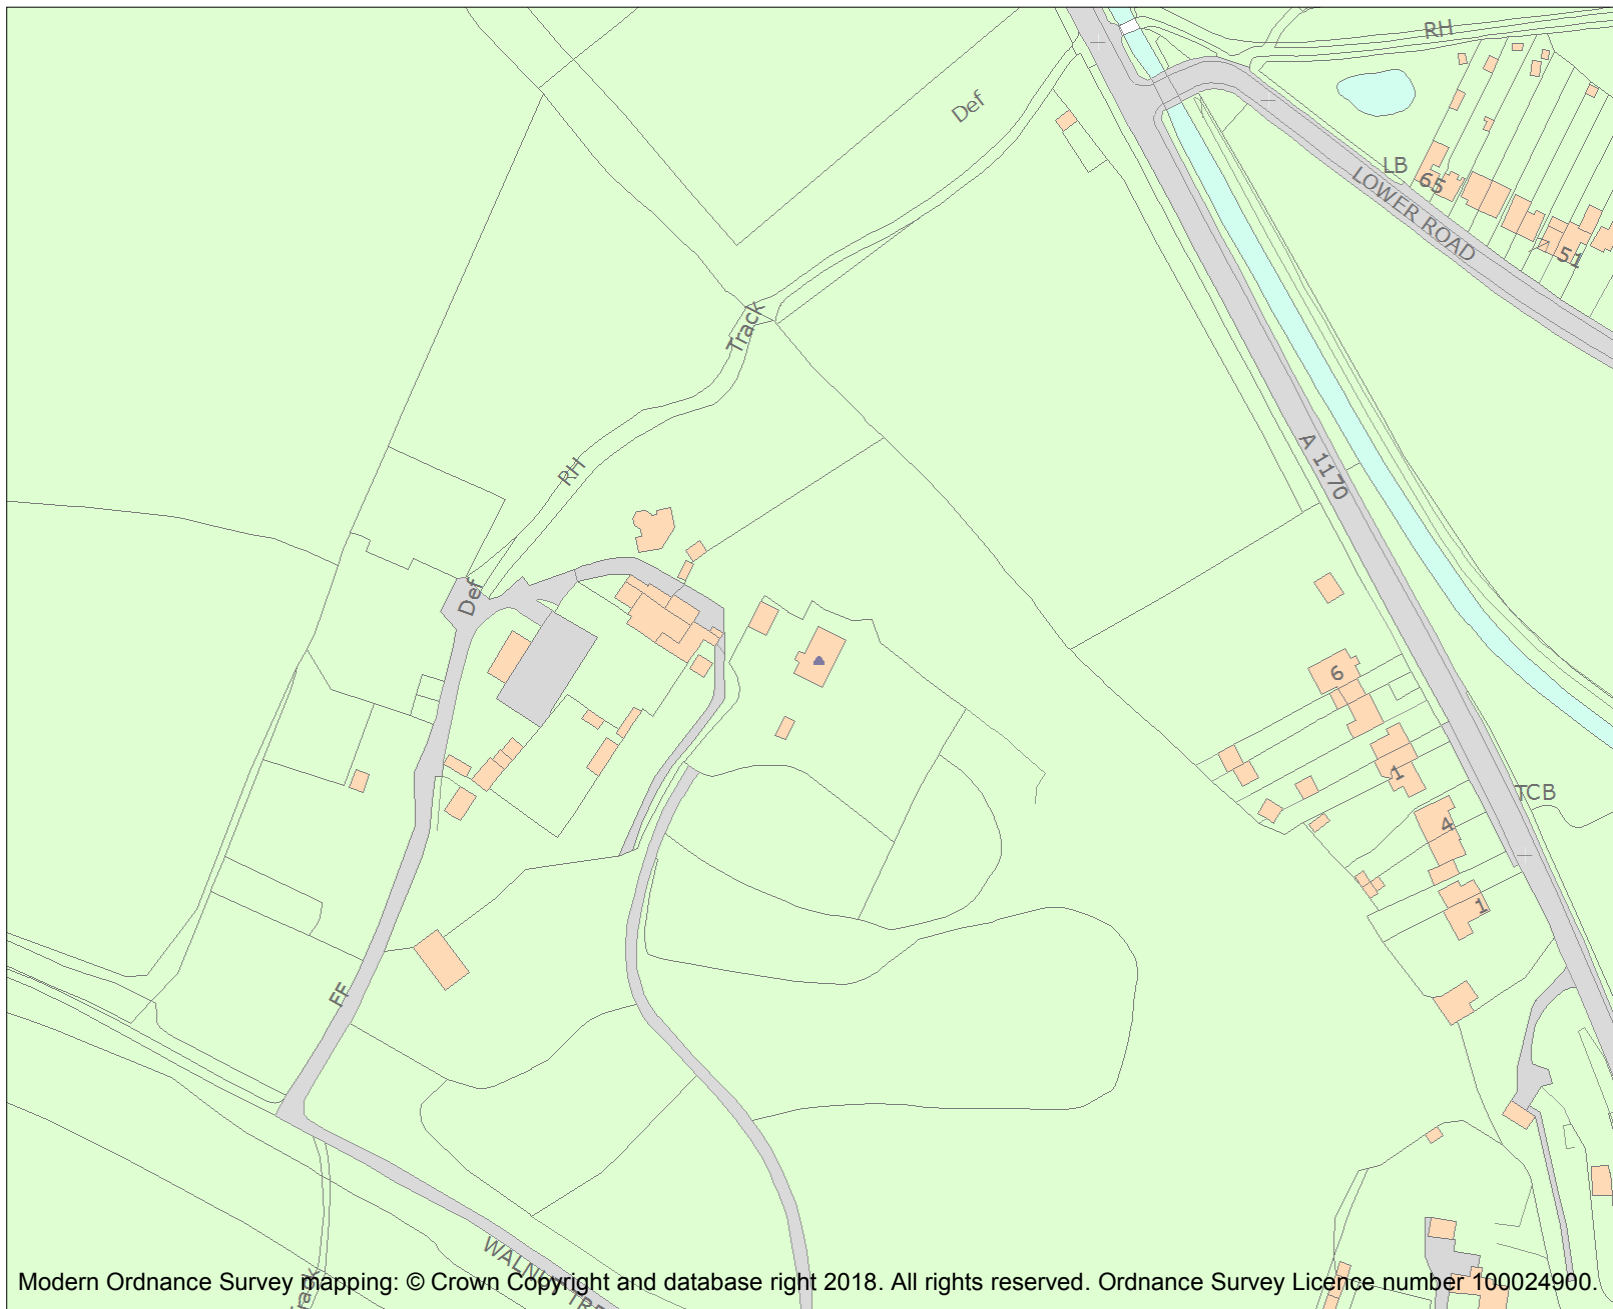 RH
Def
LB
65
LOWER ROAD
51
Track
A 1170
RH
Def
6
1
TCB
4
1
FF
WALNU
Modern Ordnance Survey mapping: © Crown Copyright and database right 2018. All rights reserved. Ordnance Survey Licence number 100024900.